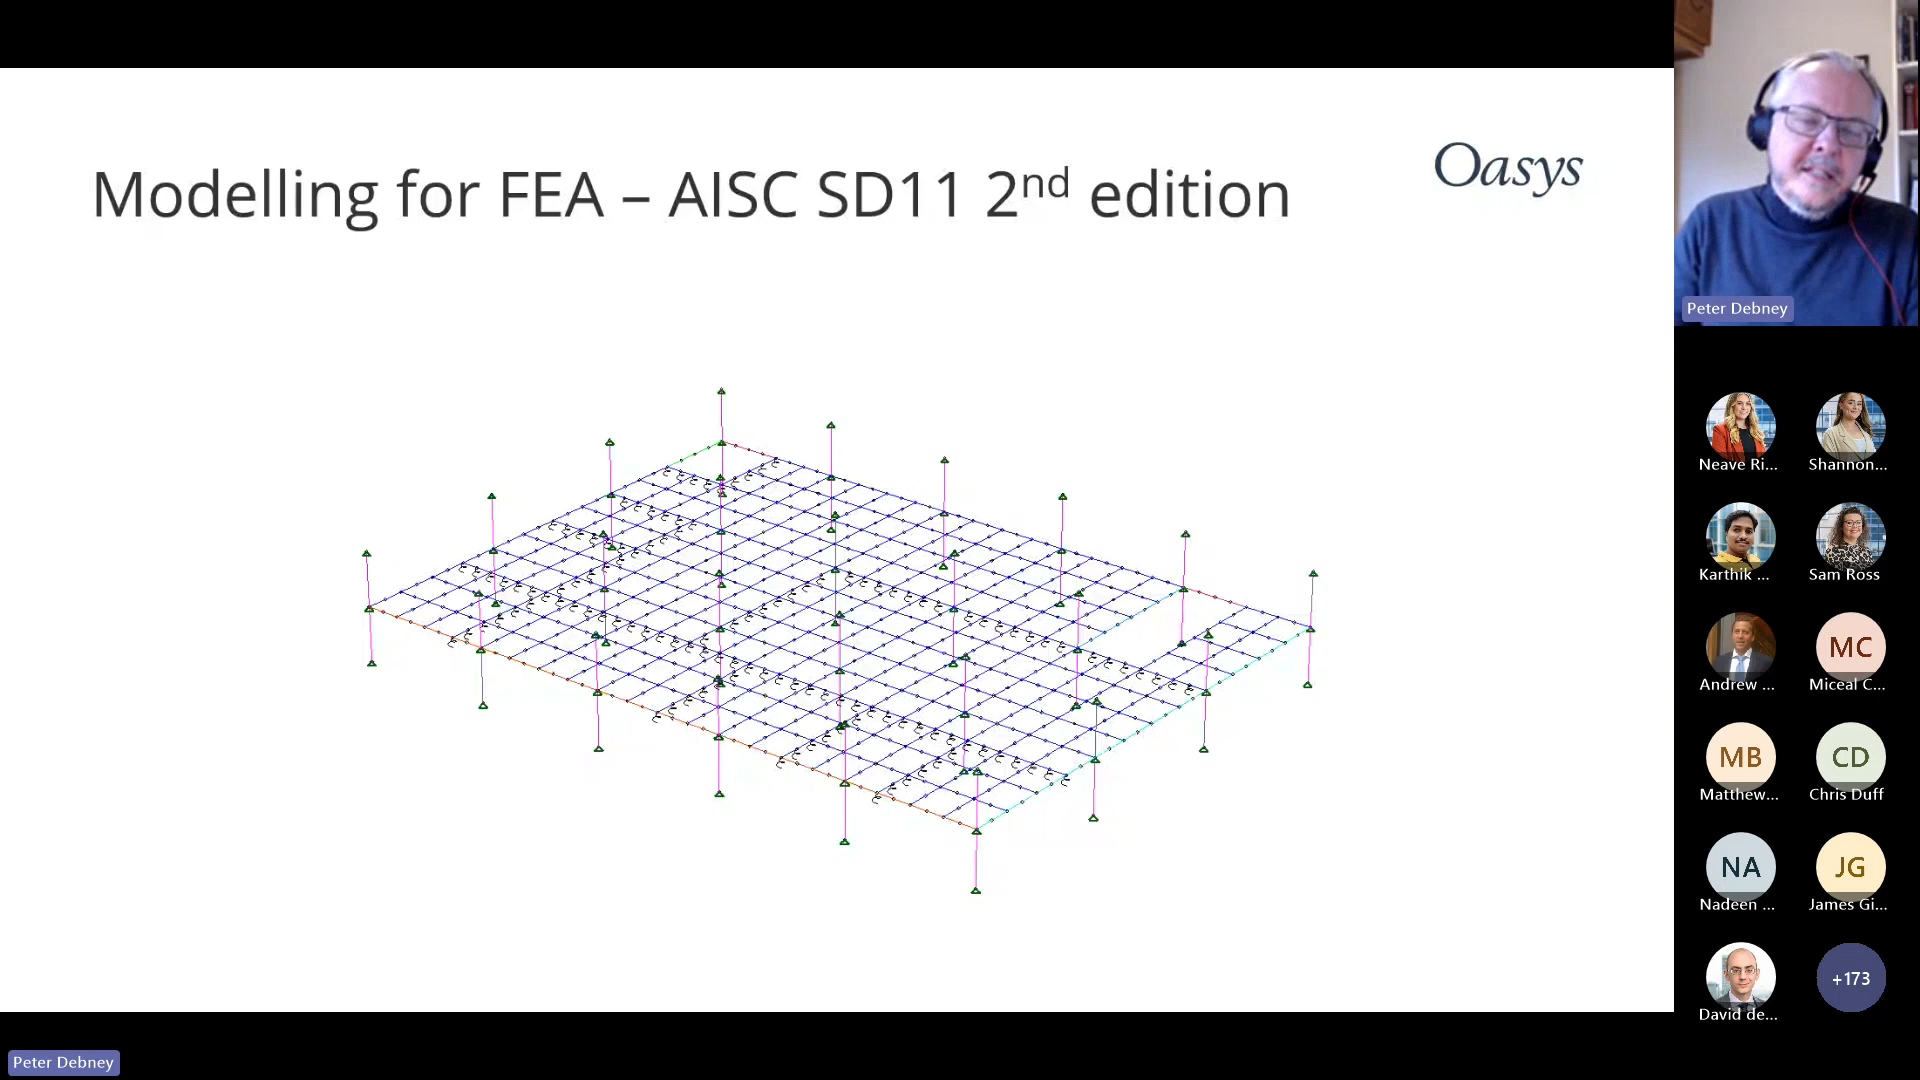 Modelling for FEA – AISC SD11 2nd edition
Oasys
Peter Debney
Neave Ri...
Shannon...
Karthik ...
Sam Ross
Andrew ...
MC
Miceal C...
MB
Matthew...
CD
Chris Duff
NA
Nadeen ...
JG
James Gi...
David de...
+173
Peter Debney